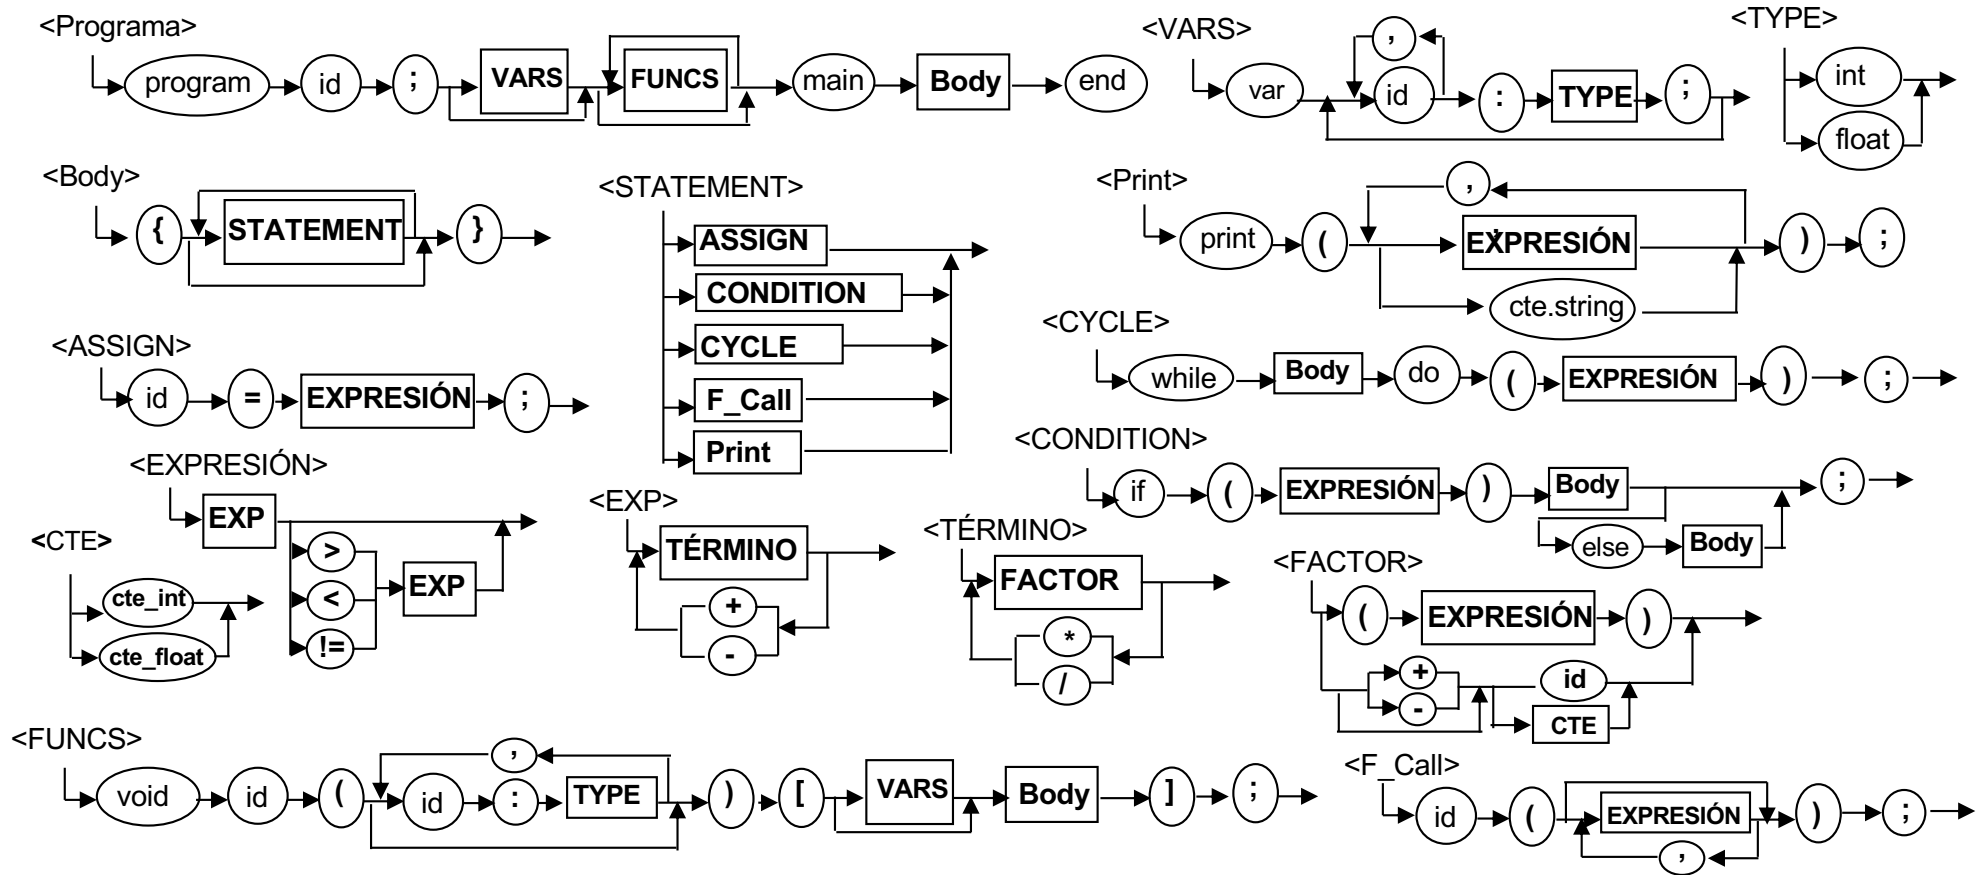 <Programa>
program id ; VARS FUNCS main Body end
<VARS>
,
var id : TYPE ;
<TYPE>
int
float
<Body>
{ STATEMENT }
<STATEMENT>
ASSIGN
CONDITION
CYCLE
F_Call
Print
<Print>
,
print ( EXPRESIÓN ) ;
cte.string
<ASSIGN>
id = EXPRESIÓN ;
<CYCLE>
while Body do ( EXPRESIÓN ) ;
<EXPRESIÓN>
EXP
>
<
!=
EXP
<CONDITION>
if ( EXPRESIÓN ) Body ;
else Body
<CTE>
cte_int
cte_float
<EXP>
TÉRMINO
+
-
<TÉRMINO>
FACTOR
*
/
<FACTOR>
( EXPRESIÓN )
+ id
- CTE
<FUNCS>
,
void id ( id : TYPE ) [ VARS Body ] ;
<F_Call>
id ( EXPRESIÓN ) ;
,